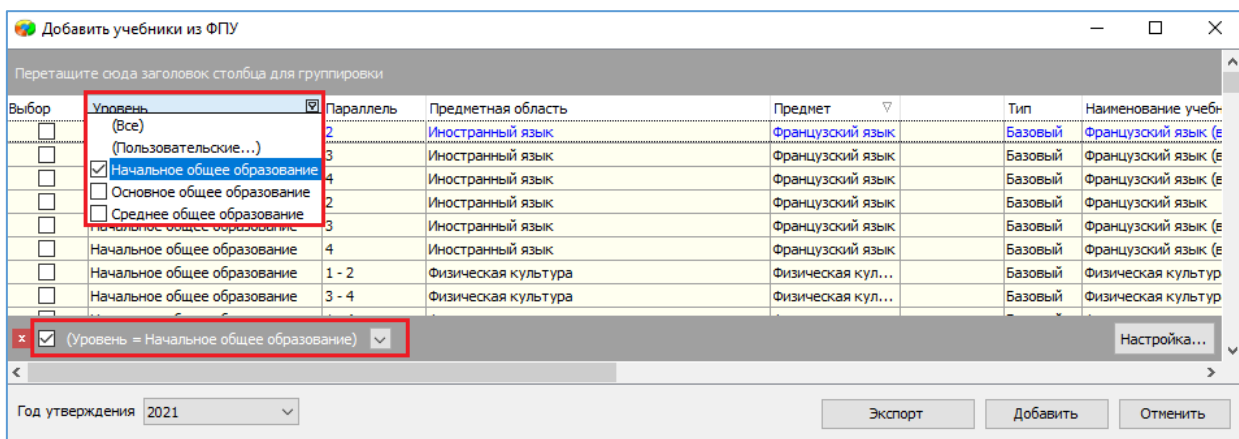 Добавить учебники из ФПУ
Перетащите сюда заголовок столбца для группировки
Выбор Уровень Параллель Предметная область Предмет Тип Наименование учебн
(Все)
(Пользовательские...)
Начальное общее образование
Основное общее образование
Среднее общее образование
2 Иностранный язык Французский язык Базовый Французский язык (в
3 Иностранный язык Французский язык Базовый Французский язык (в
4 Иностранный язык Французский язык Базовый Французский язык (в
2 Иностранный язык Французский язык Базовый Французский язык
Начальное общее образование 3 Иностранный язык Французский язык Базовый Французский язык (в
Начальное общее образование 4 Иностранный язык Французский язык Базовый Французский язык (в
Начальное общее образование 1 - 2 Физическая культура Физическая кул... Базовый Физическая культур
Начальное общее образование 3 - 4 Физическая культура Физическая кул... Базовый Физическая культур
x (Уровень = Начальное общее образование) Настройка...
Год утверждения 2021 Экспорт Добавить Отменить